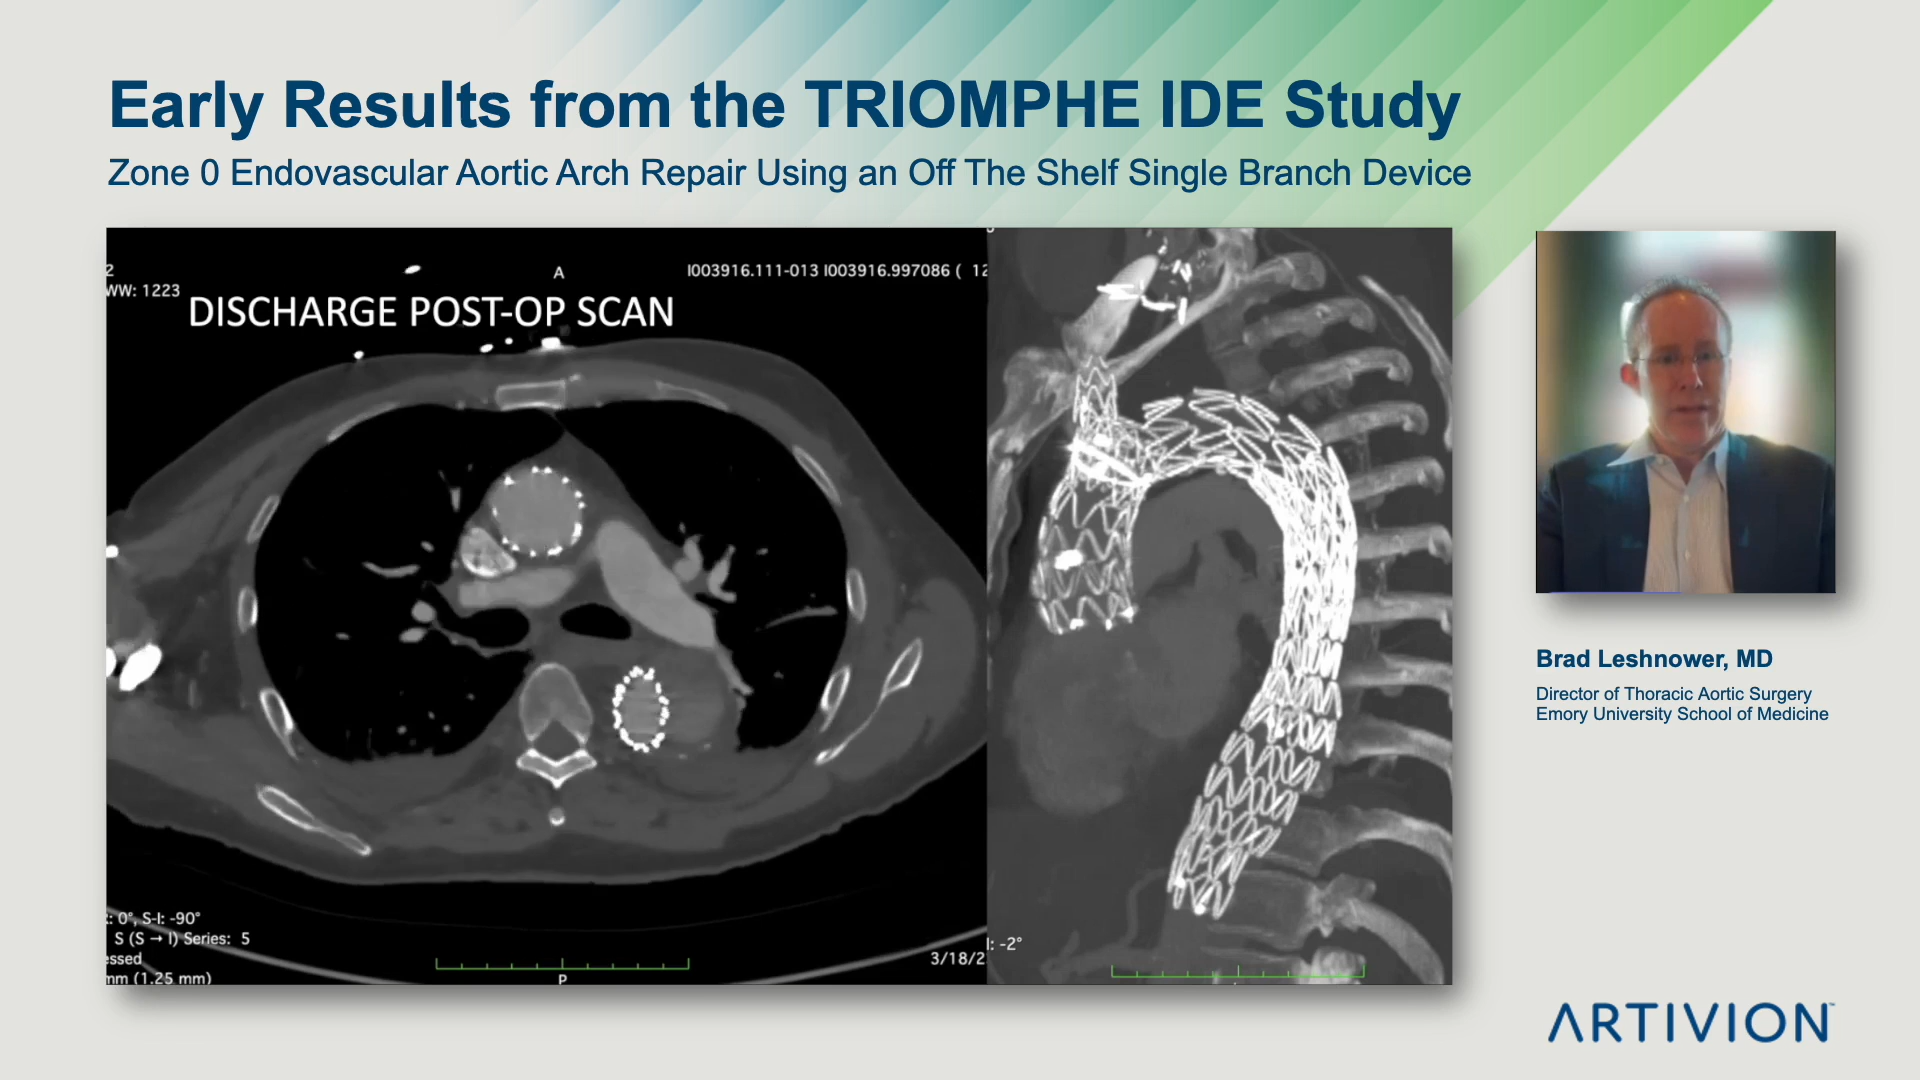 Early Results from the TRIOMPHE IDE Study
Zone 0 Endovascular Aortic Arch Repair Using an Off The Shelf Single Branch Device
2
WW: 1223
A
I003916.111-013 I003916.997086 ( 12
DISCHARGE POST-OP SCAN
: 0°, S-I: -90°
S (S → I) Series: 5
essed
mm (1.25 mm)
P
3/18/2
I: -2°
Brad Leshnower, MD
Director of Thoracic Aortic Surgery
Emory University School of Medicine
ARTIVION™